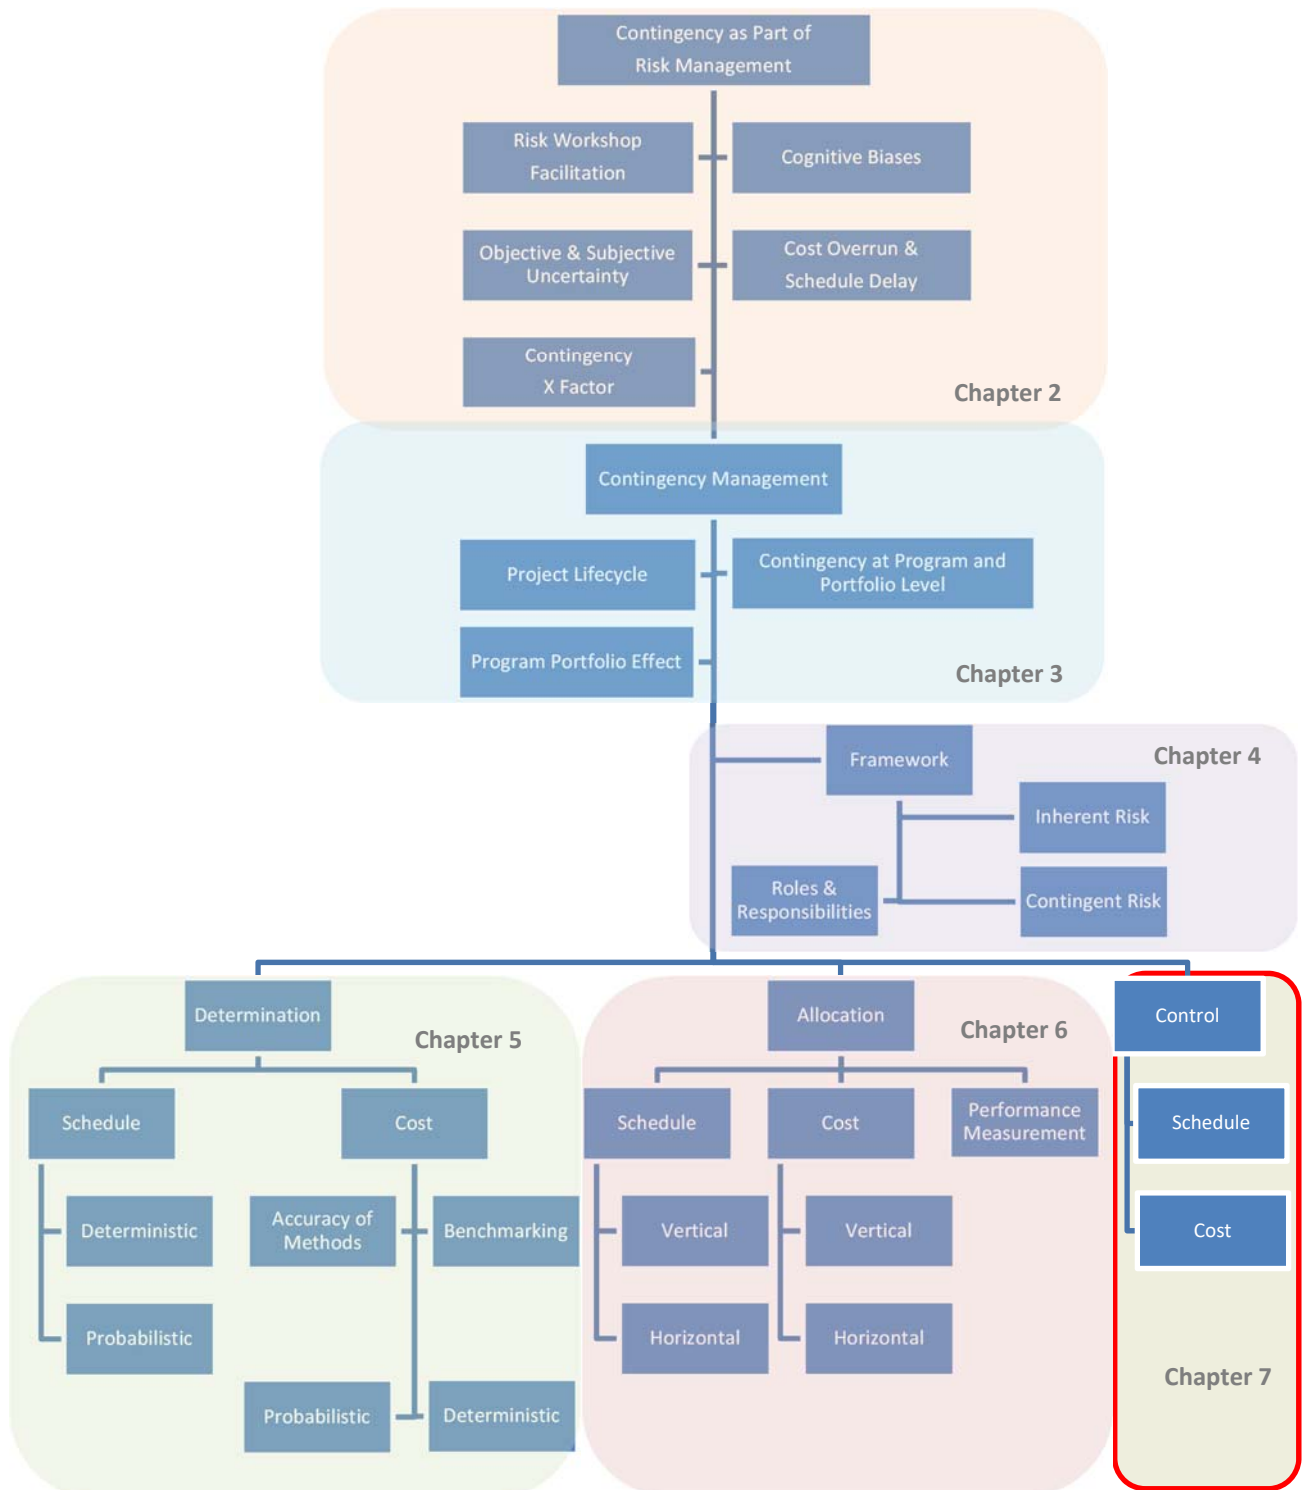 Contingency as Part of
Risk Management
Risk Workshop
Facilitation
Cognitive Biases
Objective & Subjective
Uncertainty
Cost Overrun &
Schedule Delay
Contingency
X Factor
Chapter 2
Contingency Management
Project Lifecycle
Contingency at Program and
Portfolio Level
Program Portfolio Effect
Chapter 3
Framework
Chapter 4
Inherent Risk
Roles &
Responsibilities
Contingent Risk
Determination
Chapter 5
Schedule
Cost
Deterministic
Accuracy of
Methods
Benchmarking
Probabilistic
Probabilistic
Deterministic
Allocation
Chapter 6
Schedule
Cost
Performance
Measurement
Vertical
Vertical
Horizontal
Horizontal
Control
Schedule
Cost
Chapter 7